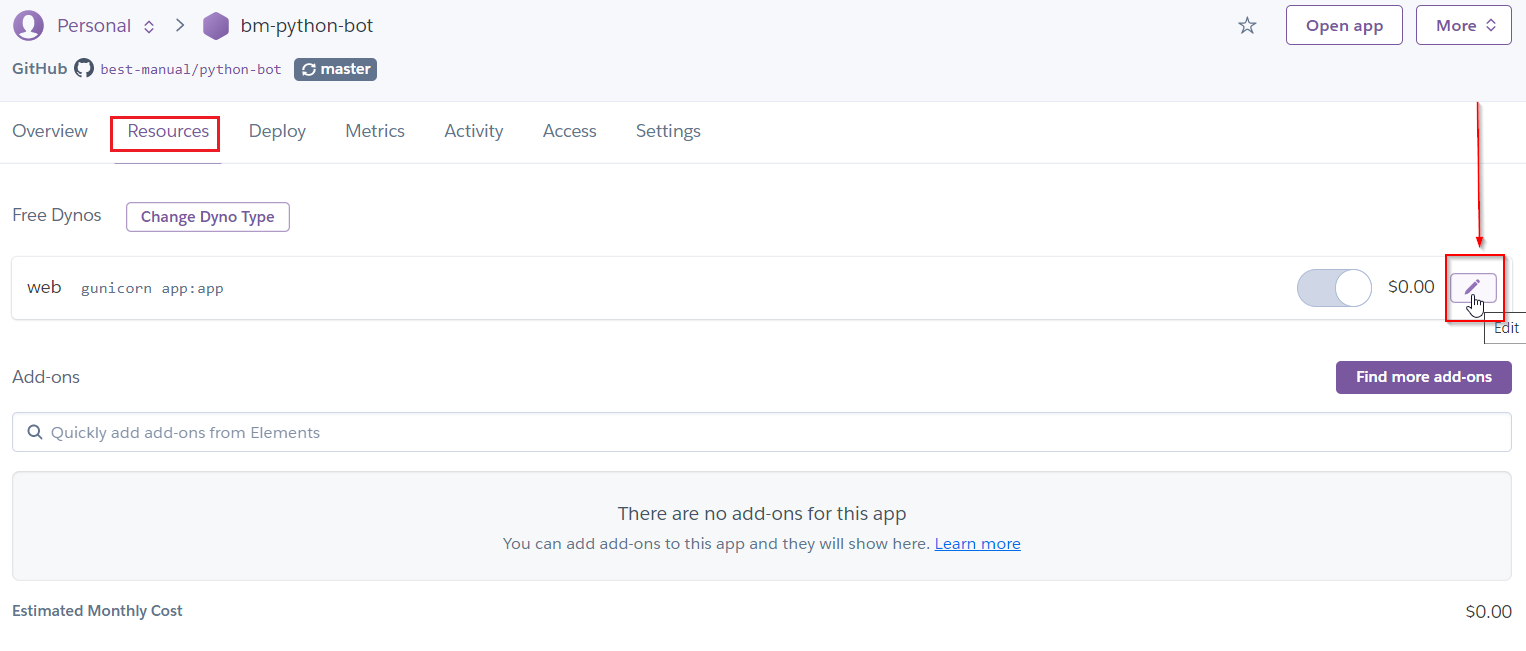 Personal bm-python-bot Open app More
GitHub best-manual/python-bot master
Overview Resources Deploy Metrics Activity Access Settings
Free Dynos Change Dyno Type
web gunicorn app:app $0.00
Edit
Add-ons Find more add-ons
Quickly add add-ons from Elements
There are no add-ons for this app
You can add add-ons to this app and they will show here. Learn more
Estimated Monthly Cost $0.00